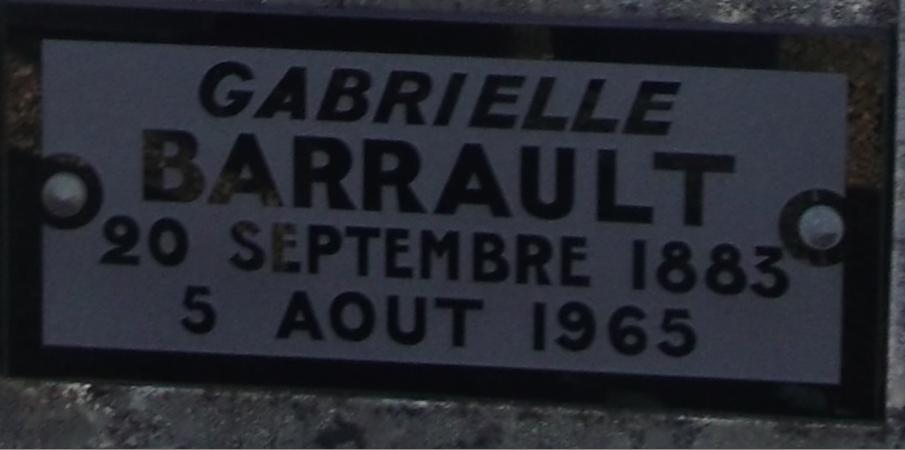 GABRIELLE
BARRAULT
20 SEPTEMBRE 1883
5 AOUT 1965